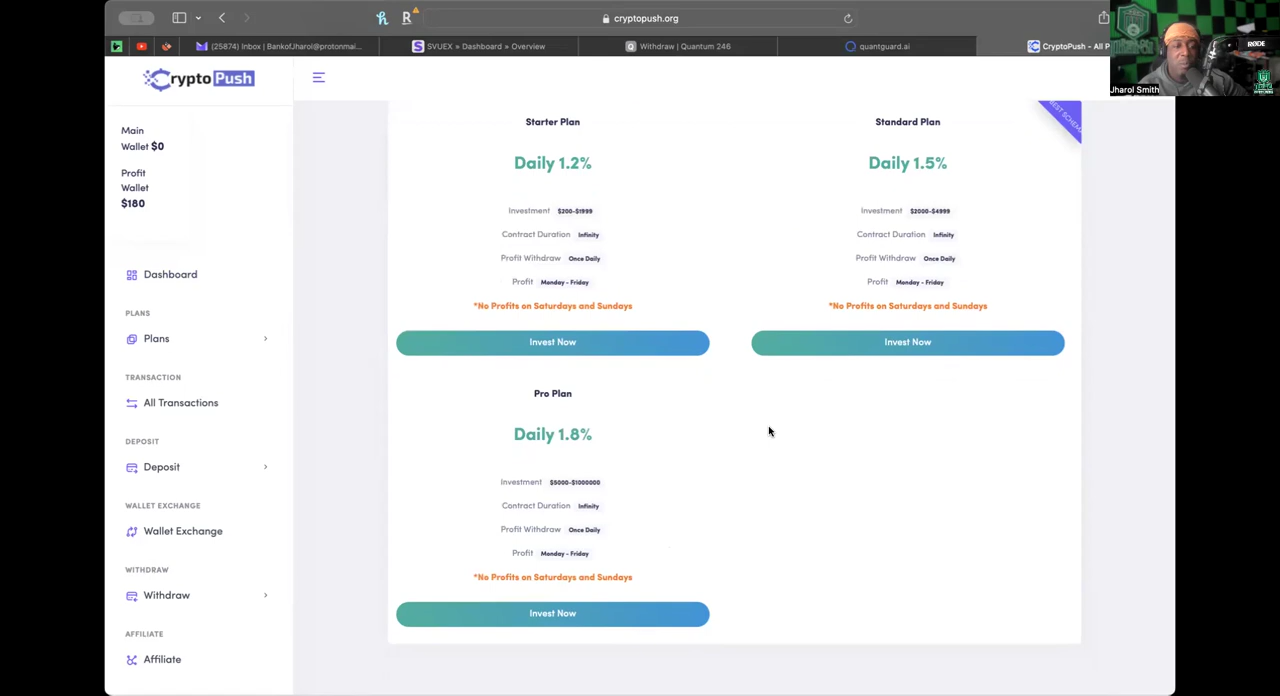 cryptopush.org
(25874) Inbox | BankofJharol@protonmai...
SVUEX » Dashboard » Overview
Withdraw | Quantum 246
quantguard.ai
CryptoPush - All P
RØDE
Jharol Smith
CryptoPush
Main
Wallet $0
Profit
Wallet
$180
Dashboard
PLANS
Plans
TRANSACTION
All Transactions
DEPOSIT
Deposit
WALLET EXCHANGE
Wallet Exchange
WITHDRAW
Withdraw
AFFILIATE
Affiliate
Starter Plan
Daily 1.2%
Investment $200-$1999
Contract Duration Infinity
Profit Withdraw Once Daily
Profit Monday - Friday
*No Profits on Saturdays and Sundays
Invest Now
Standard Plan
Daily 1.5%
Investment $2000-$4999
Contract Duration Infinity
Profit Withdraw Once Daily
Profit Monday - Friday
*No Profits on Saturdays and Sundays
Invest Now
Pro Plan
Daily 1.8%
Investment $5000-$1000000
Contract Duration Infinity
Profit Withdraw Once Daily
Profit Monday - Friday
*No Profits on Saturdays and Sundays
Invest Now